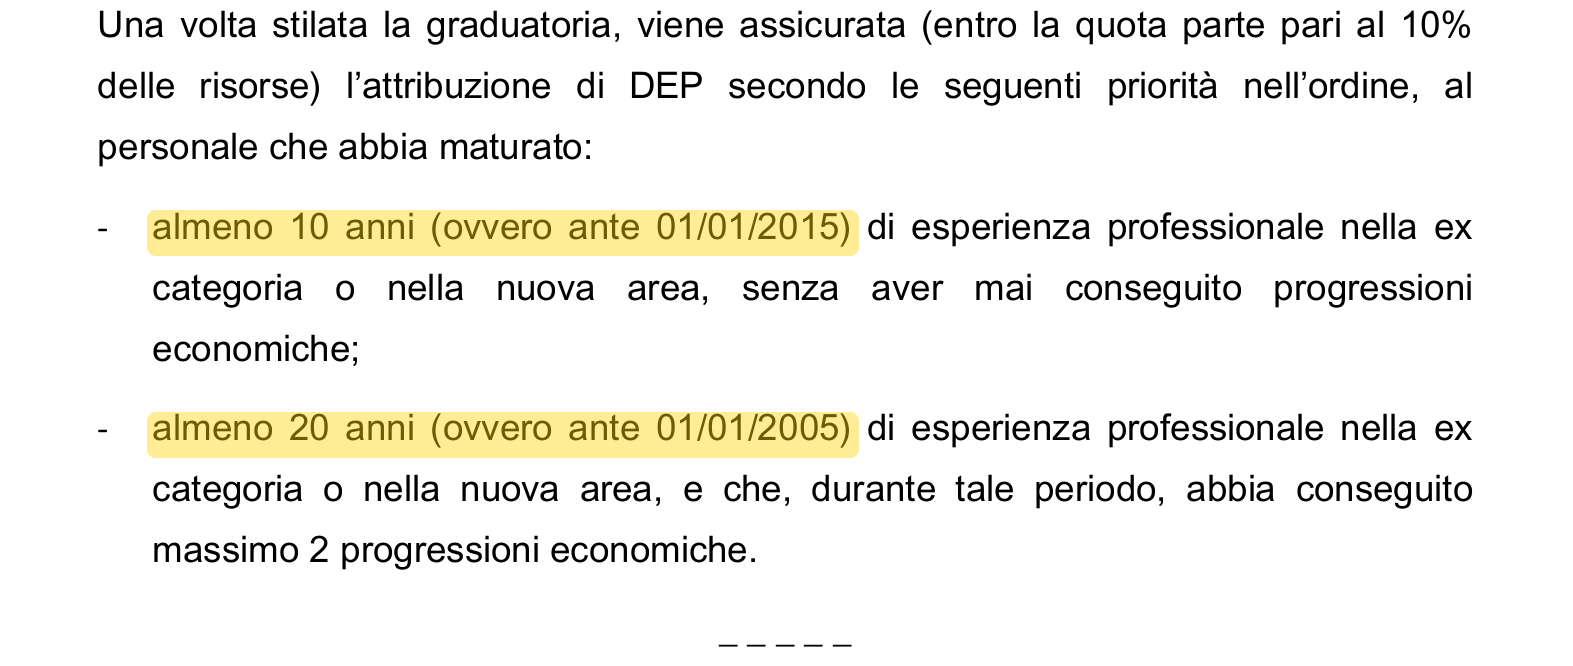 Una volta stilata la graduatoria, viene assicurata (entro la quota parte pari al 10%
delle risorse) l’attribuzione di DEP secondo le seguenti priorità nell’ordine, al
personale che abbia maturato:
- almeno 10 anni (ovvero ante 01/01/2015) di esperienza professionale nella ex
categoria o nella nuova area, senza aver mai conseguito progressioni
economiche;
- almeno 20 anni (ovvero ante 01/01/2005) di esperienza professionale nella ex
categoria o nella nuova area, e che, durante tale periodo, abbia conseguito
massimo 2 progressioni economiche.
_ _ _ _ _